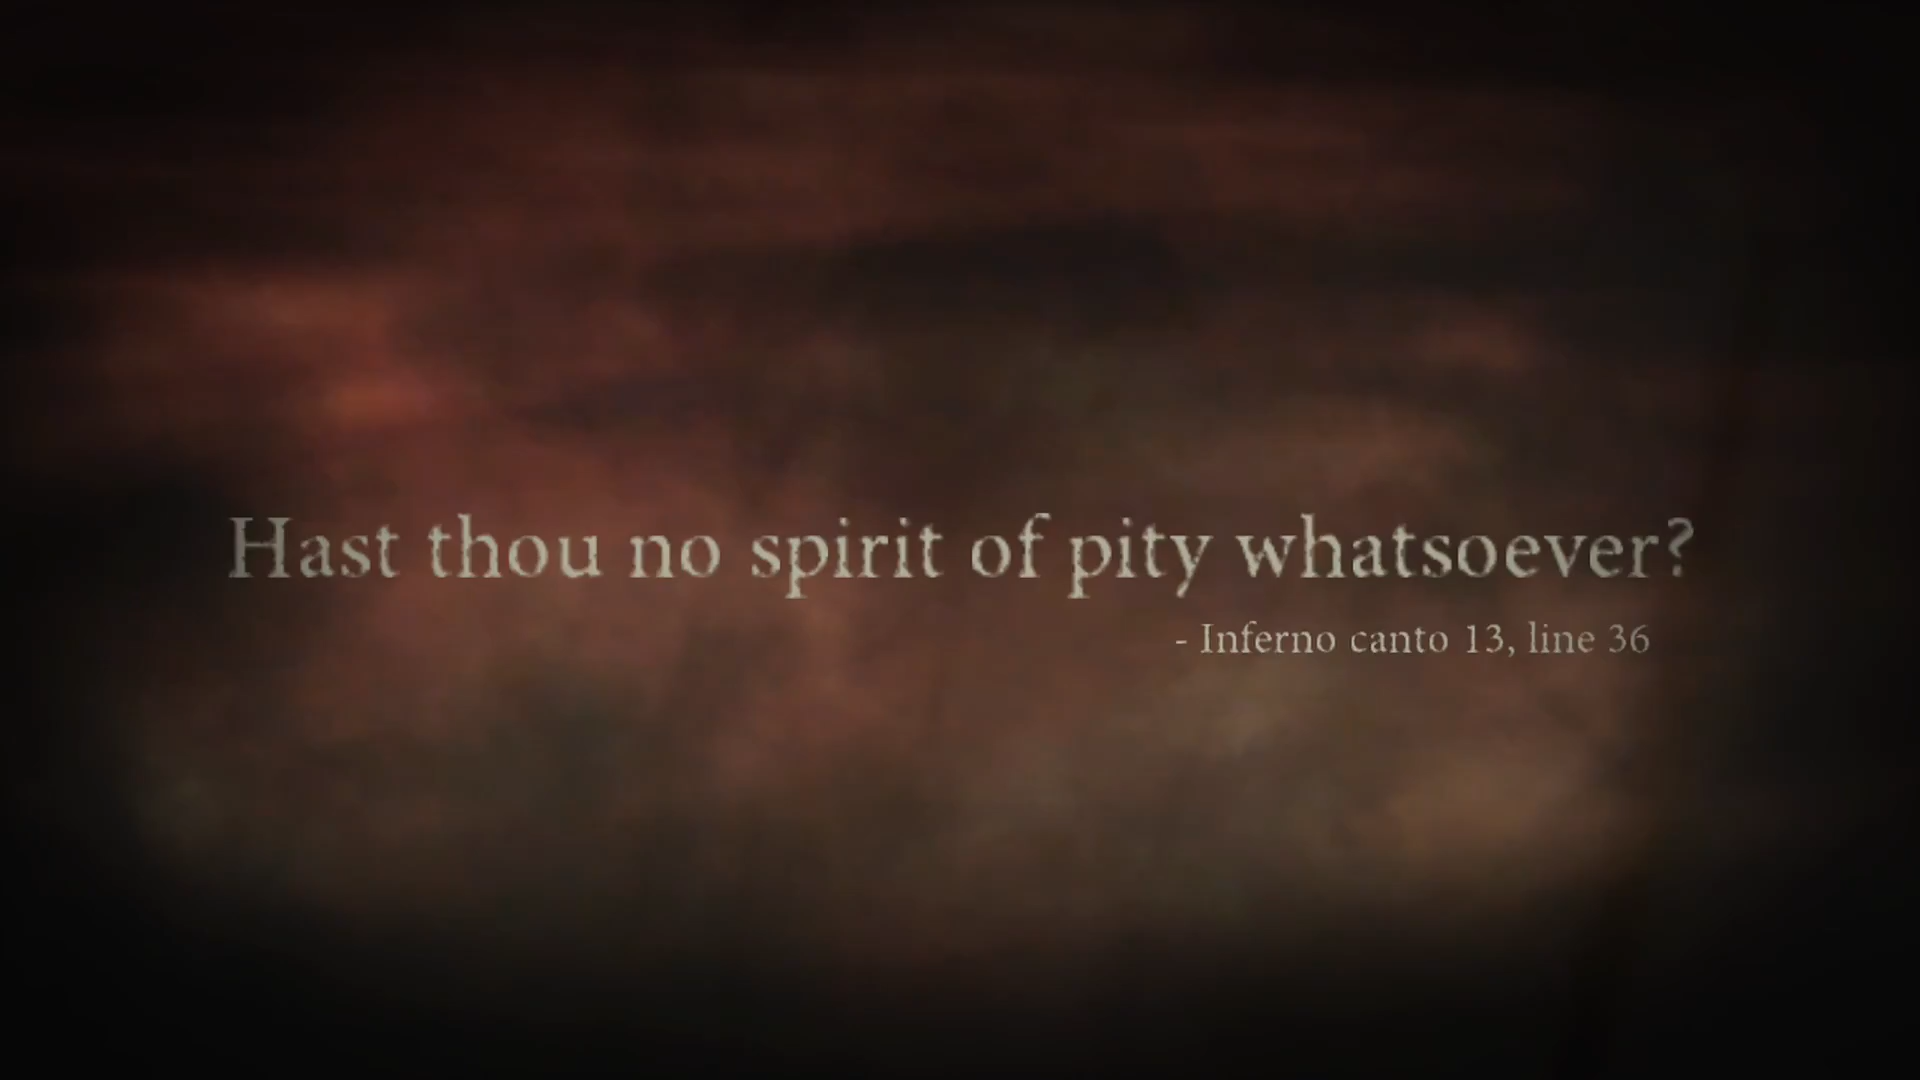 Hast thou no spirit of pity whatsoever?
- Inferno canto 13, line 36